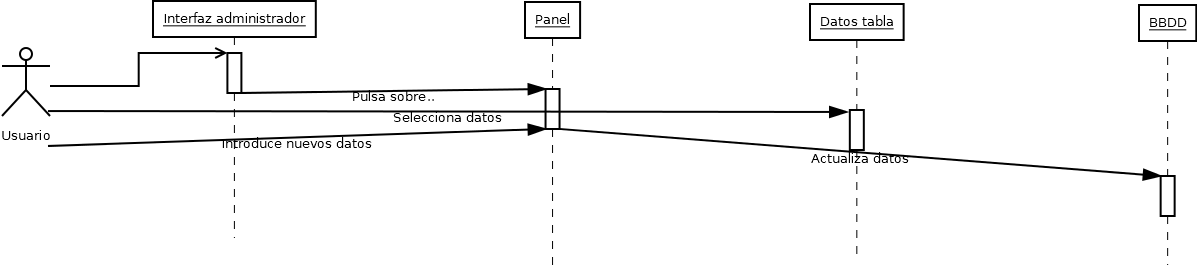 Interfaz administrador
Panel
Datos tabla
BBDD
Pulsa sobre..
Selecciona datos
Usuario
Introduce nuevos datos
Actualiza datos